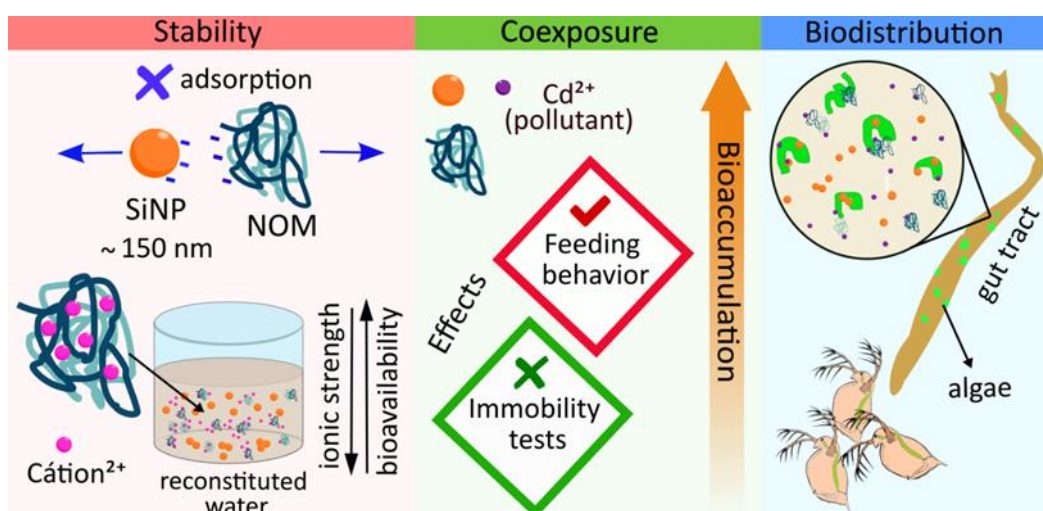 Stability
adsorption
SiNP
NOM
~ 150 nm
Cátion²⁺
reconstituted
water
ionic strength
bioavailability
Coexposure
Cd²⁺
(pollutant)
Effects
Feeding
behavior
Immobility
tests
Bioaccumulation
Biodistribution
gut tract
algae